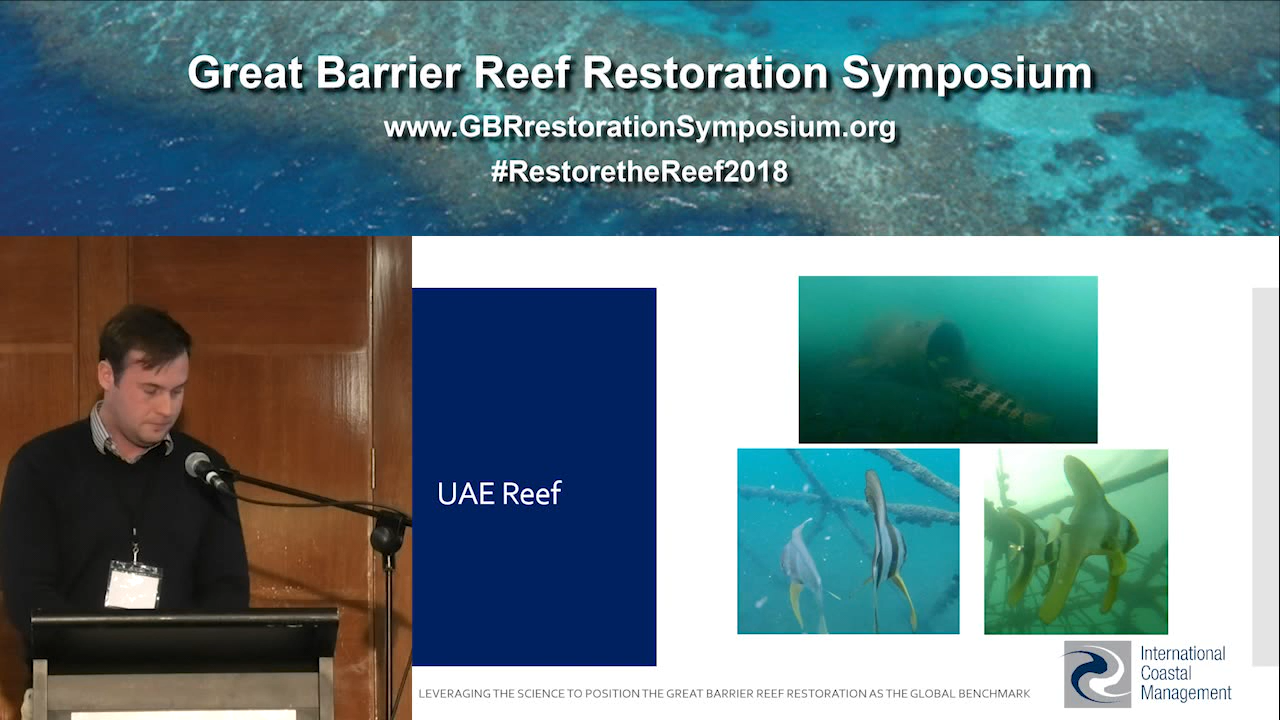 Great Barrier Reef Restoration Symposium
www.GBRrestorationSymposium.org
#RestoretheReef2018
UAE Reef
LEVERAGING THE SCIENCE TO POSITION THE GREAT BARRIER REEF RESTORATION AS THE GLOBAL BENCHMARK
International
Coastal
Management